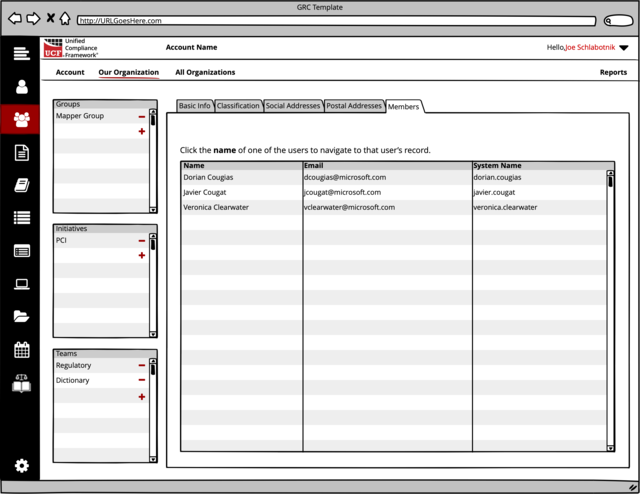 GRC Template
http://URLGoesHere.com
UCF
Unified
Compliance
Framework®
Account Name
Hello, Joe Schlabotnik
Account Our Organization All Organizations Reports
Groups
Mapper Group
Initiatives
PCI
Teams
Regulatory
Dictionary
Basic Info Classification Social Addresses Postal Addresses Members
Click the name of one of the users to navigate to that user's record.
Name Email System Name
Dorian Cougias dcougias@microsoft.com dorian.cougias
Javier Cougat jcougat@microsoft.com javier.cougat
Veronica Clearwater vclearwater@microsoft.com veronica.clearwater